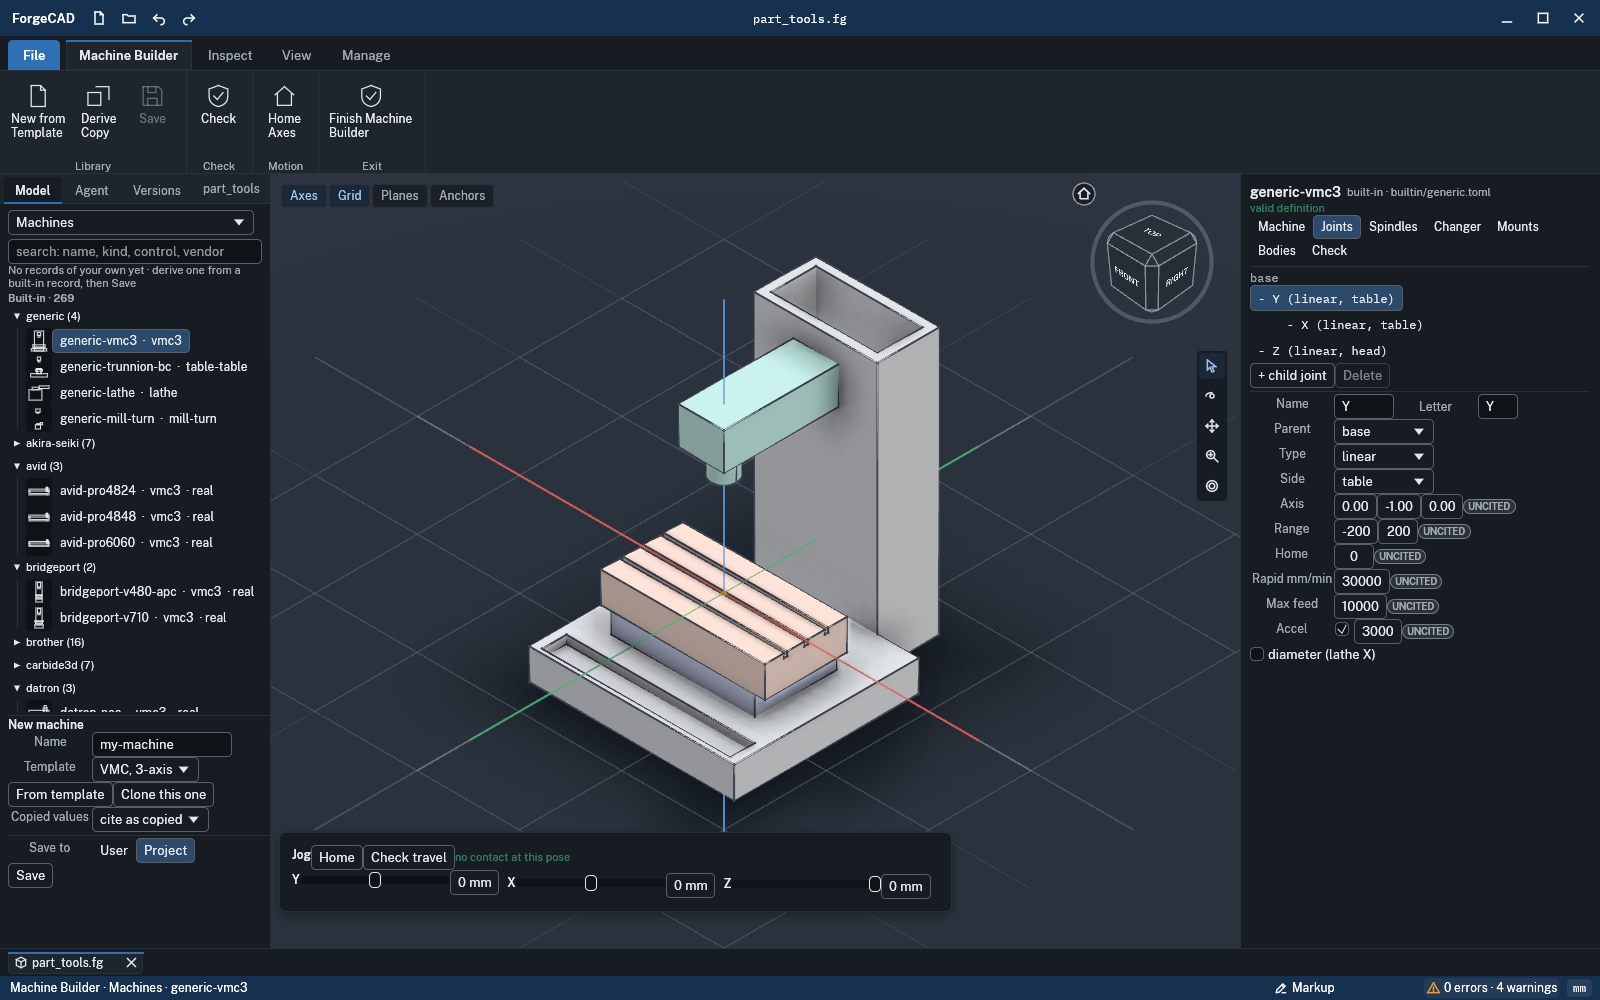 ForgeCAD
part_tools.fg
File
Machine Builder
Inspect
View
Manage
New from Template
Derive Copy
Save
Check
Home Axes
Finish Machine Builder
Library
Check
Motion
Exit
Model
Agent
Versions
part_tools
Machines
search: name, kind, control, vendor
No records of your own yet · derive one from a
built-in record, then Save
Built-in · 269
generic (4)
generic-vmc3 · vmc3
generic-trunnion-bc · table-table
generic-lathe · lathe
generic-mill-turn · mill-turn
akira-seiki (7)
avid (3)
avid-pro4824 · vmc3 · real
avid-pro4848 · vmc3 · real
avid-pro6060 · vmc3 · real
bridgeport (2)
bridgeport-v480-apc · vmc3 · real
bridgeport-v710 · vmc3 · real
brother (16)
carbide3d (7)
datron (3)
New machine
Name
my-machine
Template
VMC, 3-axis
From template
Clone this one
Copied values
cite as copied
Save to
User
Project
Save
Axes
Grid
Planes
Anchors
TOP
FRONT
RIGHT
Jog
Home
Check travel
no contact at this pose
Y
0 mm
X
0 mm
Z
0 mm
generic-vmc3 built-in · builtin/generic.toml
valid definition
Machine
Joints
Spindles
Changer
Mounts
Bodies
Check
base
- Y (linear, table)
- X (linear, table)
- Z (linear, head)
+ child joint
Delete
Name
Y
Letter
Y
Parent
base
Type
linear
Side
table
Axis
0.00
-1.00
0.00
UNCITED
Range
-200
200
UNCITED
Home
0
UNCITED
Rapid mm/min
30000
UNCITED
Max feed
10000
UNCITED
Accel
3000
UNCITED
diameter (lathe X)
part_tools.fg
Machine Builder · Machines · generic-vmc3
Markup
0 errors · 4 warnings
mm